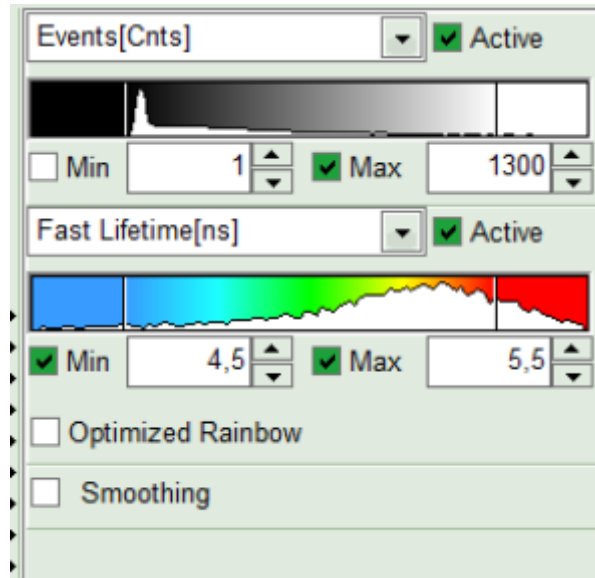 Events[Cnts] Active
Min 1 Max 1300
Fast Lifetime[ns] Active
Min 4,5 Max 5,5
Optimized Rainbow
Smoothing